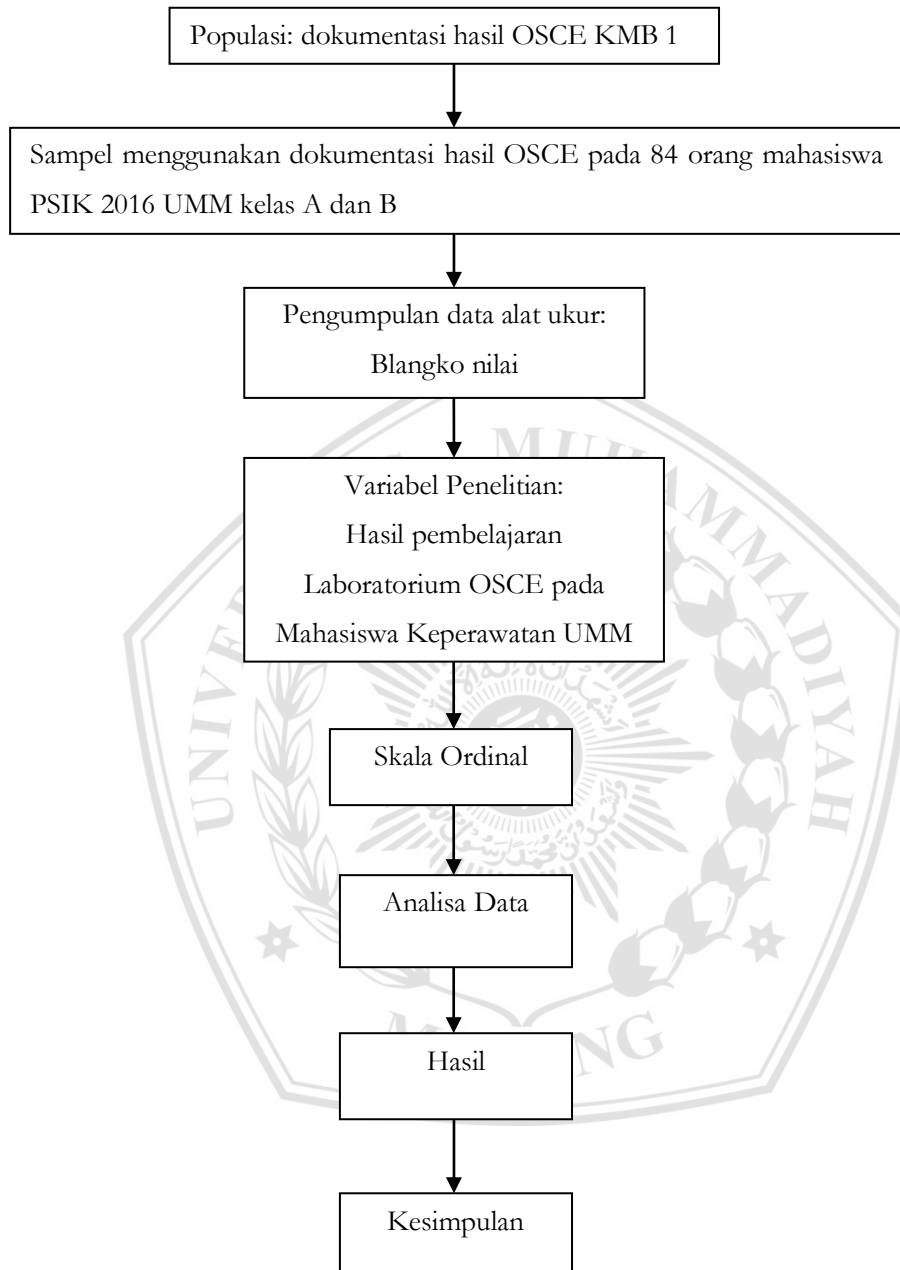 Populasi: dokumentasi hasil OSCE KMB 1
Sampel menggunakan dokumentasi hasil OSCE pada 84 orang mahasiswa
PSIK 2016 UMM kelas A dan B
Pengumpulan data alat ukur:
Blangko nilai
Variabel Penelitian:
Hasil pembelajaran
Laboratorium OSCE pada
Mahasiswa Keperawatan UMM
Skala Ordinal
Analisa Data
Hasil
Kesimpulan